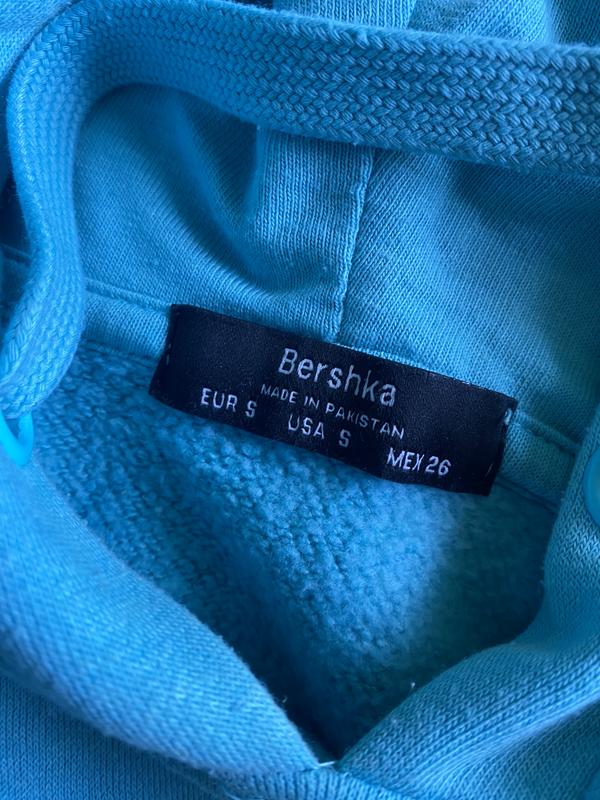 Bershka
MADE IN PAKISTAN
EUR S USA S MEX 26